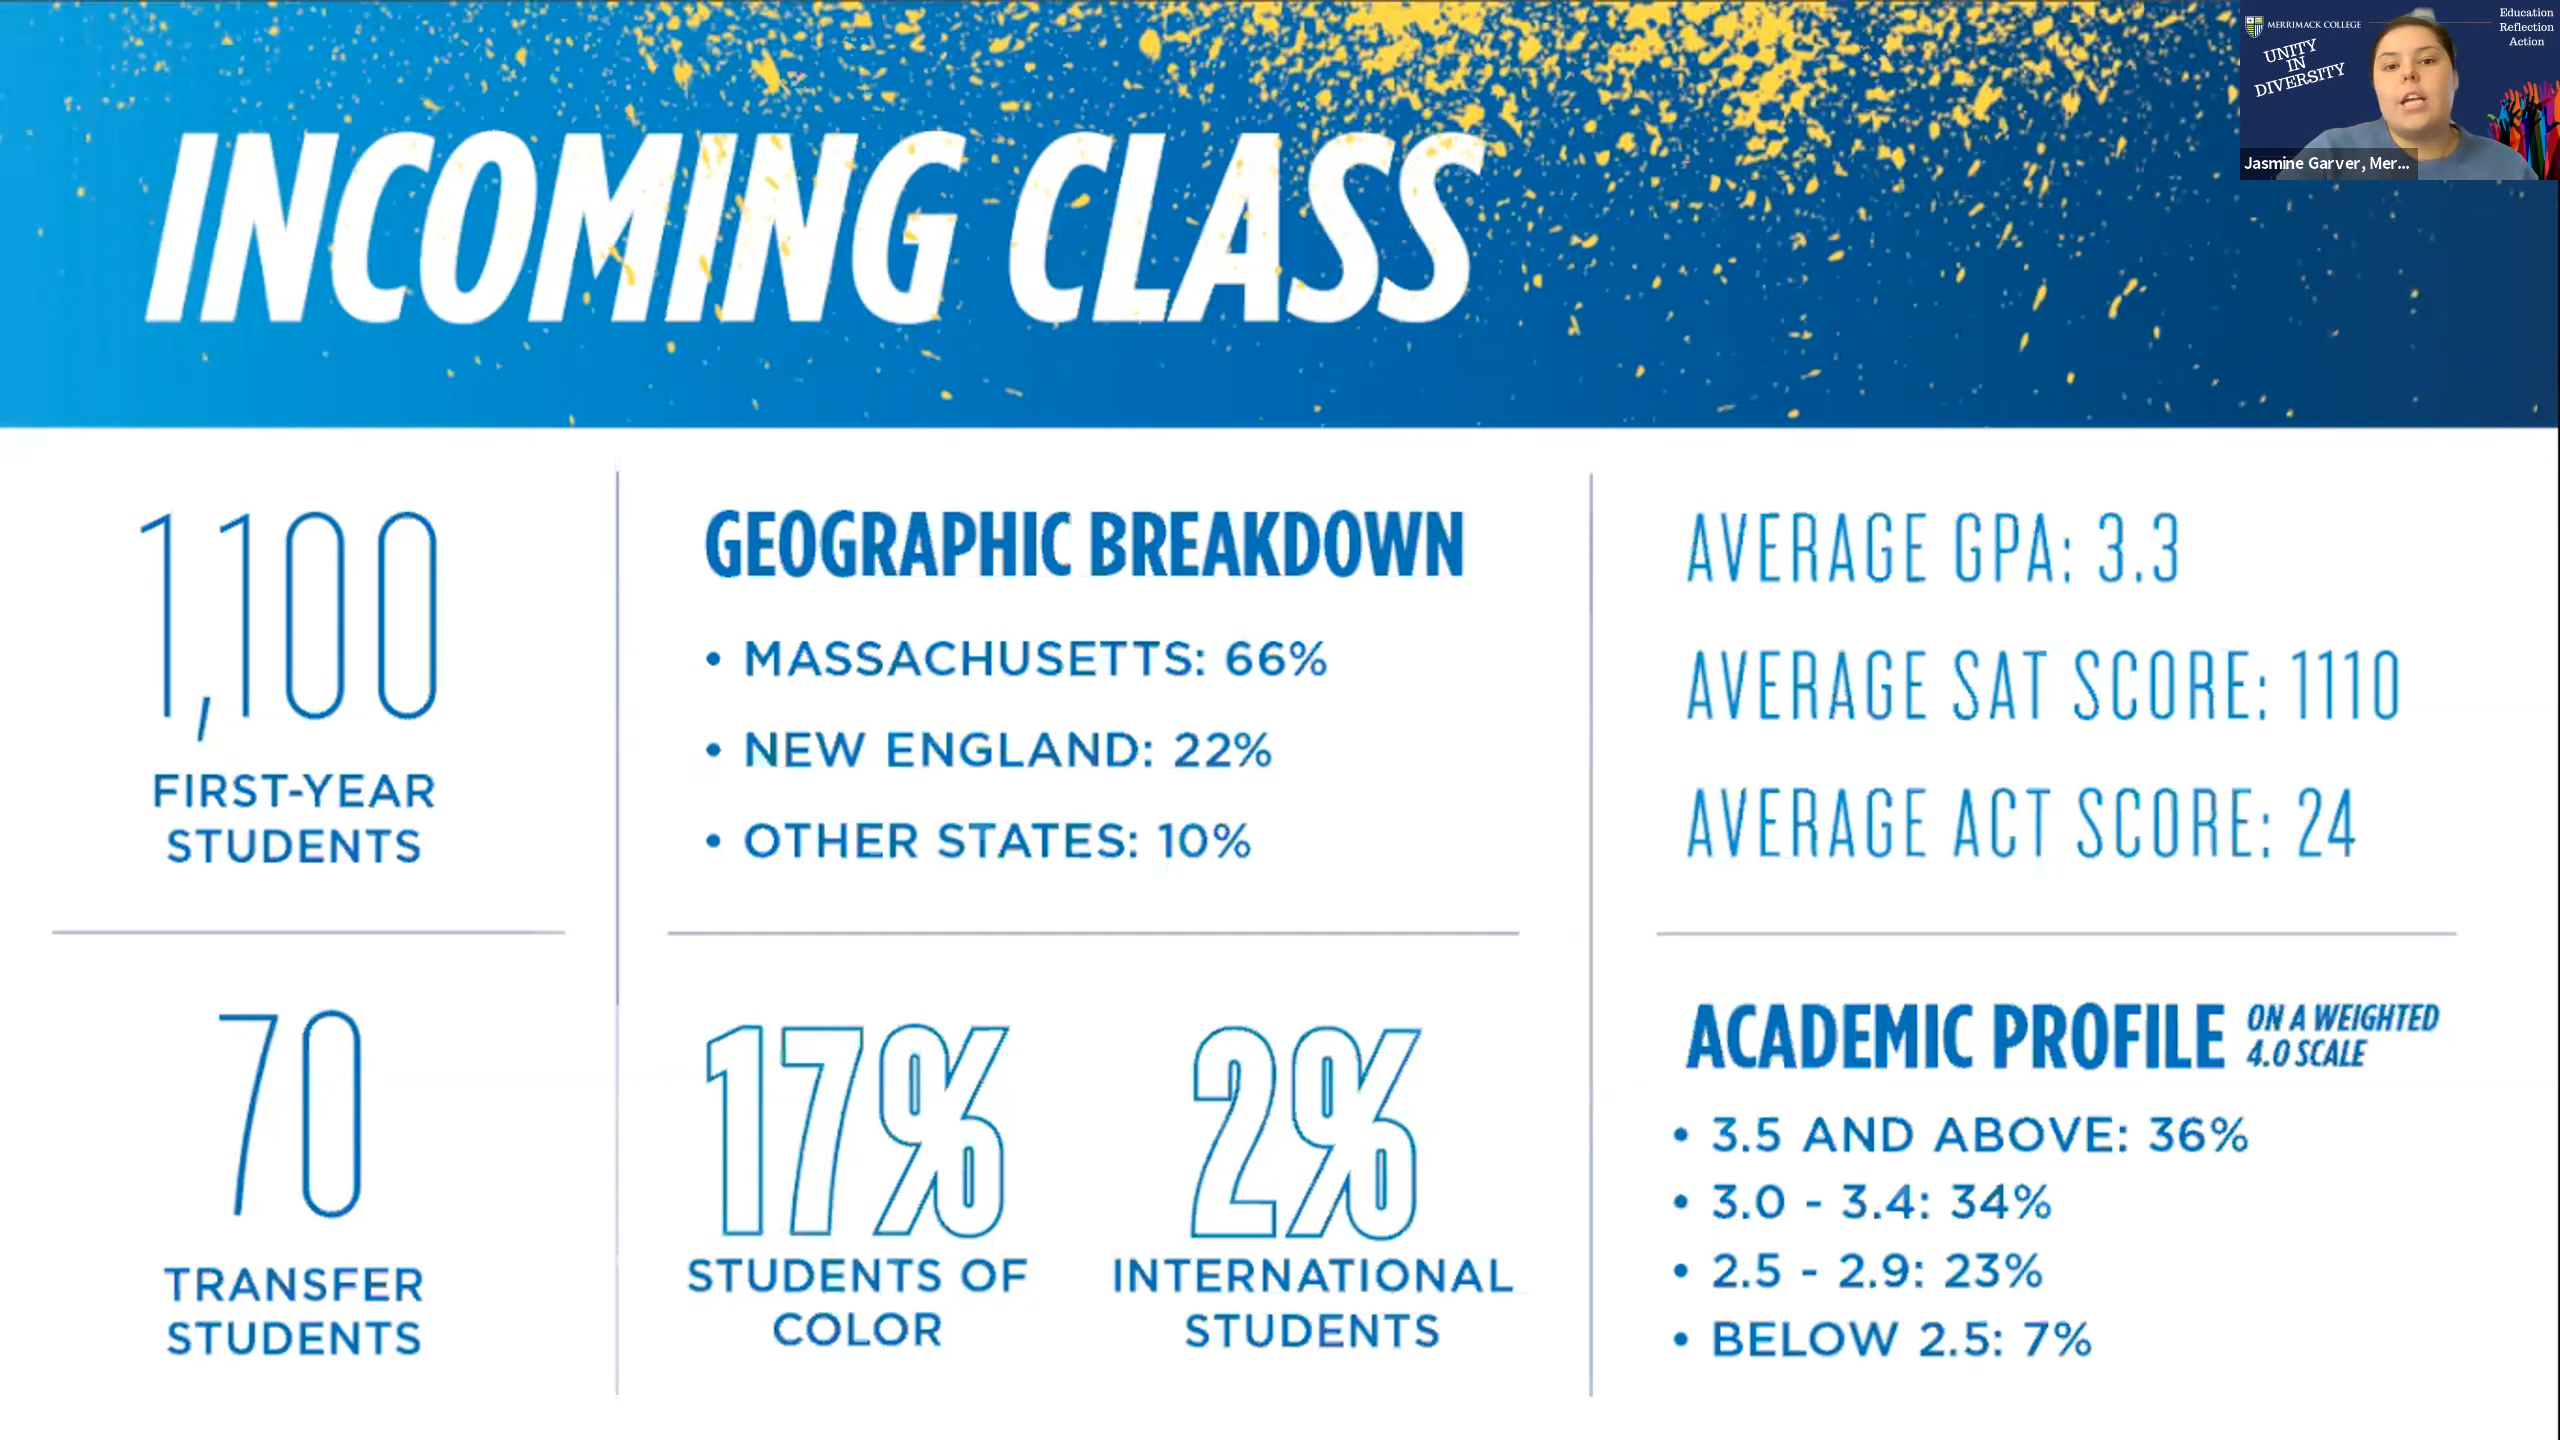 MERRIMACK COLLEGE
Education
Reflection
Action
UNITY
IN
DIVERSITY
Jasmine Garver, Mer...
INCOMING CLASS
1,100
FIRST-YEAR
STUDENTS
70
TRANSFER
STUDENTS
GEOGRAPHIC BREAKDOWN
• MASSACHUSETTS: 66%
• NEW ENGLAND: 22%
• OTHER STATES: 10%
17%
STUDENTS OF
COLOR
2%
INTERNATIONAL
STUDENTS
AVERAGE GPA: 3.3
AVERAGE SAT SCORE: 1110
AVERAGE ACT SCORE: 24
ACADEMIC PROFILE
ON A WEIGHTED
4.0 SCALE
• 3.5 AND ABOVE: 36%
• 3.0 - 3.4: 34%
• 2.5 - 2.9: 23%
• BELOW 2.5: 7%